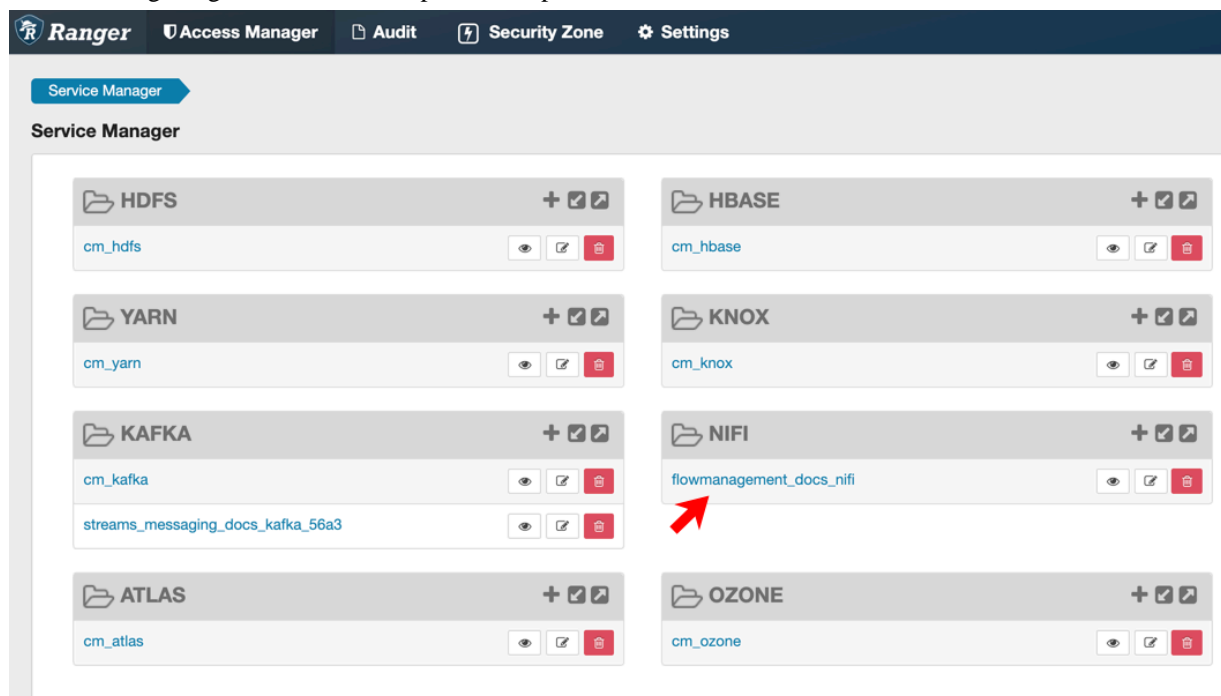 Ranger Access Manager Audit Security Zone Settings
Service Manager
Service Manager
HDFS
cm_hdfs
HBASE
cm_hbase
YARN
cm_yarn
KNOX
cm_knox
KAFKA
cm_kafka
streams_messaging_docs_kafka_56a3
NIFI
flowmanagement_docs_nifi
ATLAS
cm_atlas
OZONE
cm_ozone